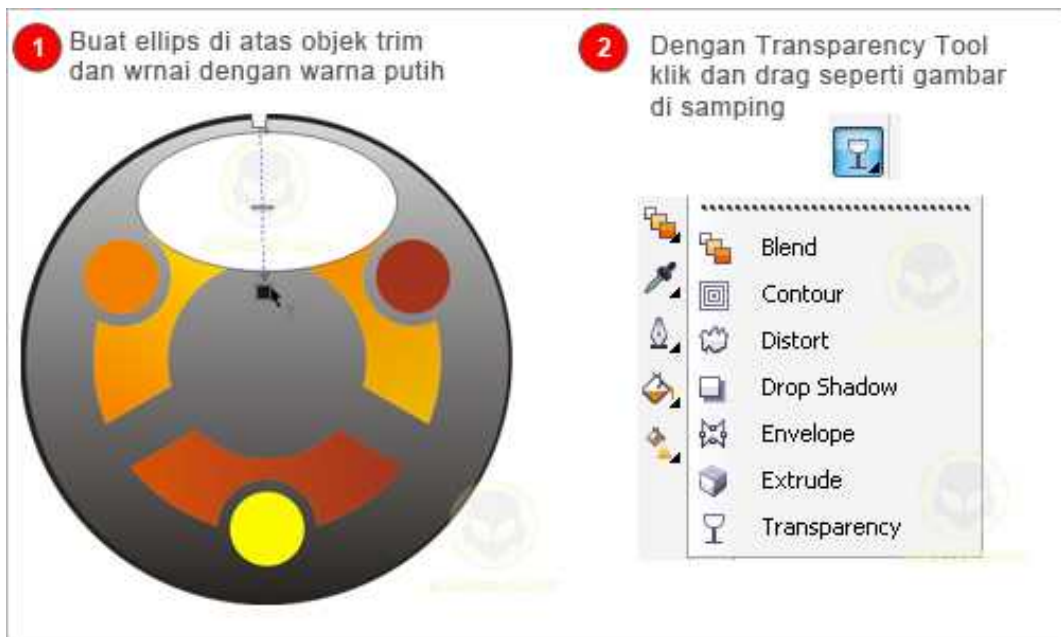 1 Buat ellips di atas objek trim
dan wrnai dengan warna putih
2 Dengan Transparency Tool
klik dan drag seperti gambar
di samping
Blend
Contour
Distort
Drop Shadow
Envelope
Extrude
Transparency